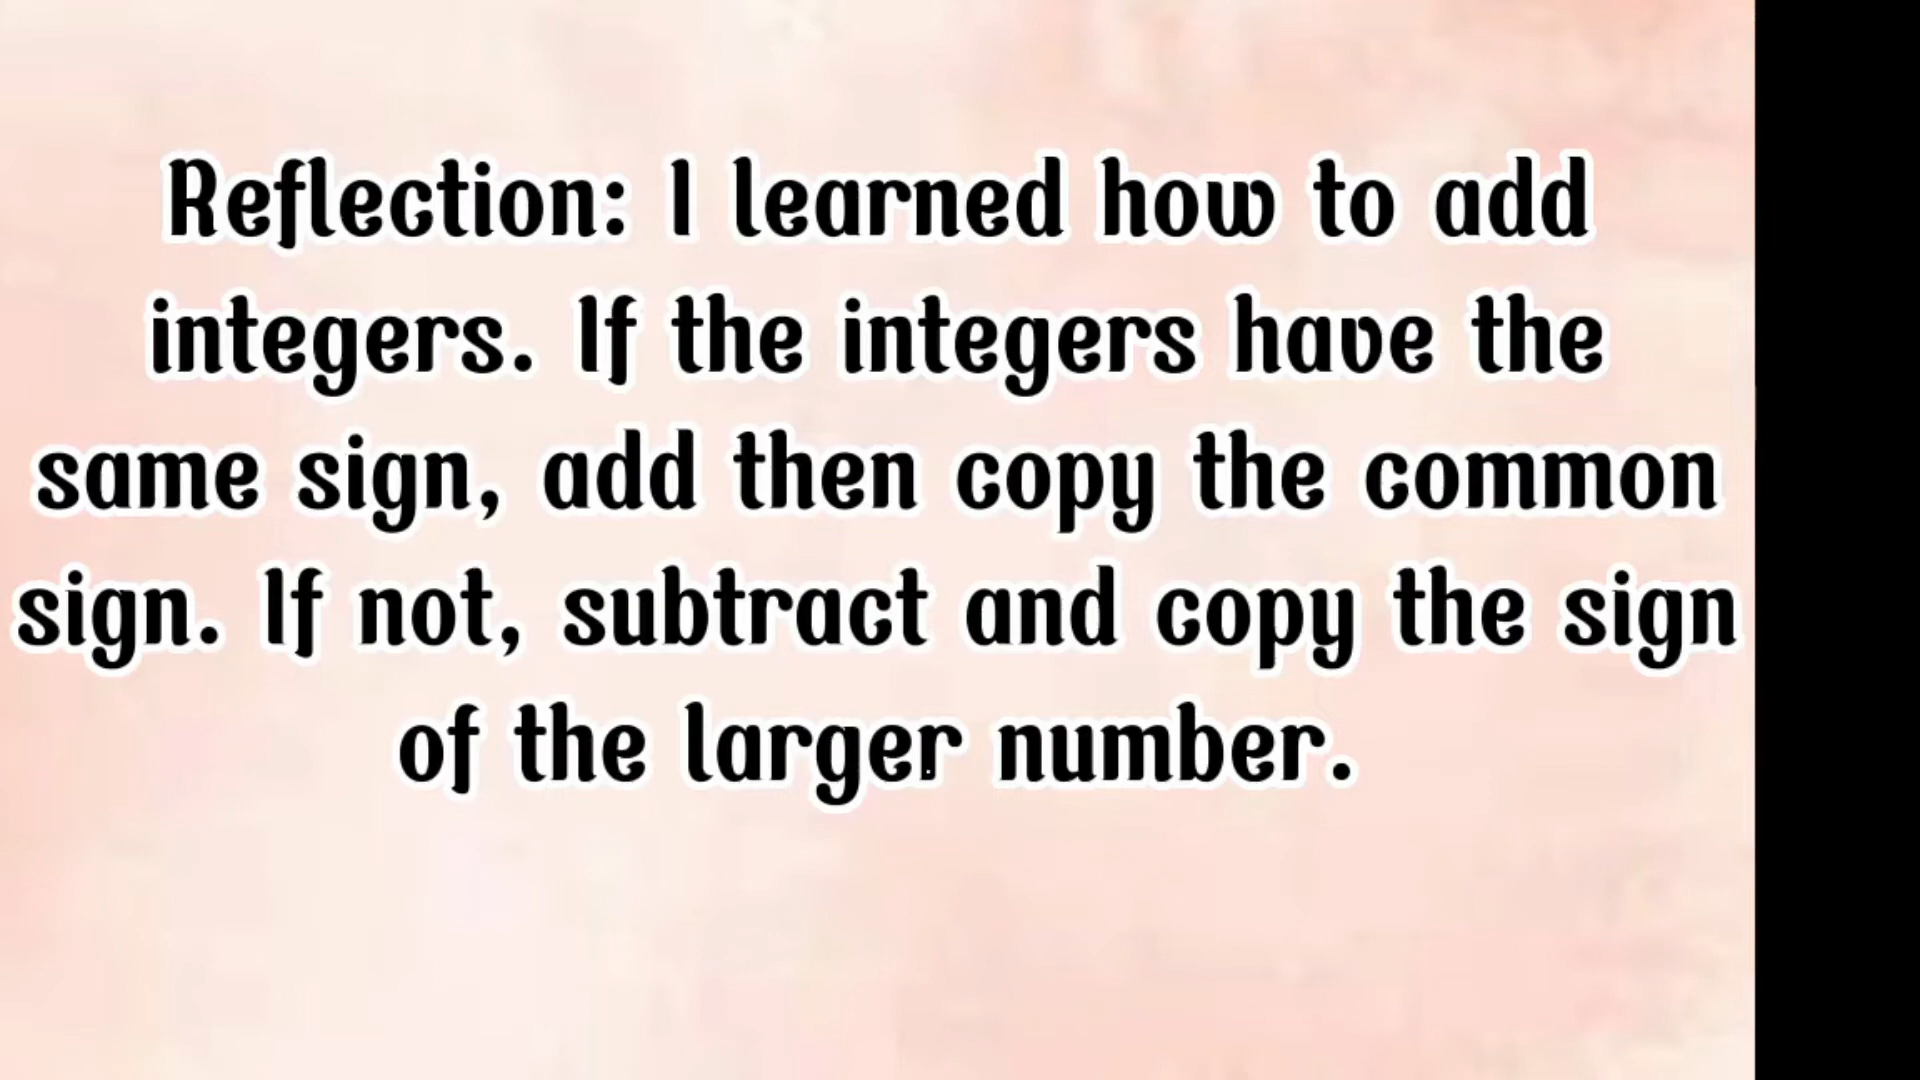 Reflection: I learned how to add
integers. If the integers have the
same sign, add then copy the common
sign. If not, subtract and copy the sign
of the larger number.